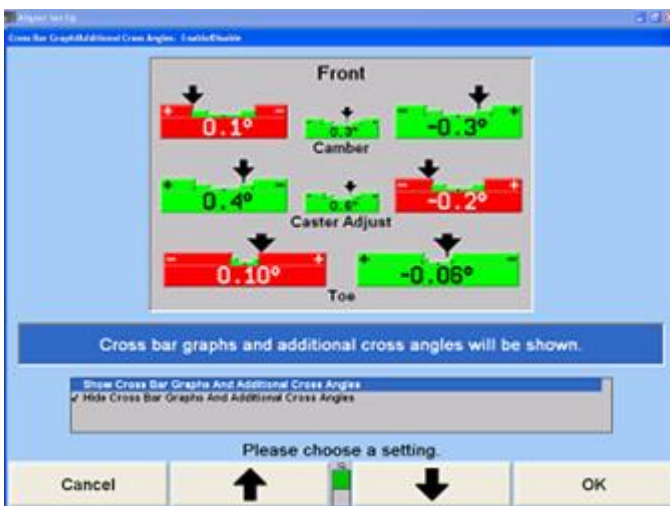 Aligner Set Up
Cross Bar Graph/Additional Cross Angles: Enable/Disable
Front
+ - - + - +
0.1° 0.3° -0.3°
Camber
+ - - +
0.4° 0.6° -0.2°
Caster Adjust
- + + -
0.10° -0.06°
Toe
Cross bar graphs and additional cross angles will be shown.
Show Cross Bar Graphs And Additional Cross Angles
✓ Hide Cross Bar Graphs And Additional Cross Angles
Please choose a setting.
Cancel
OK